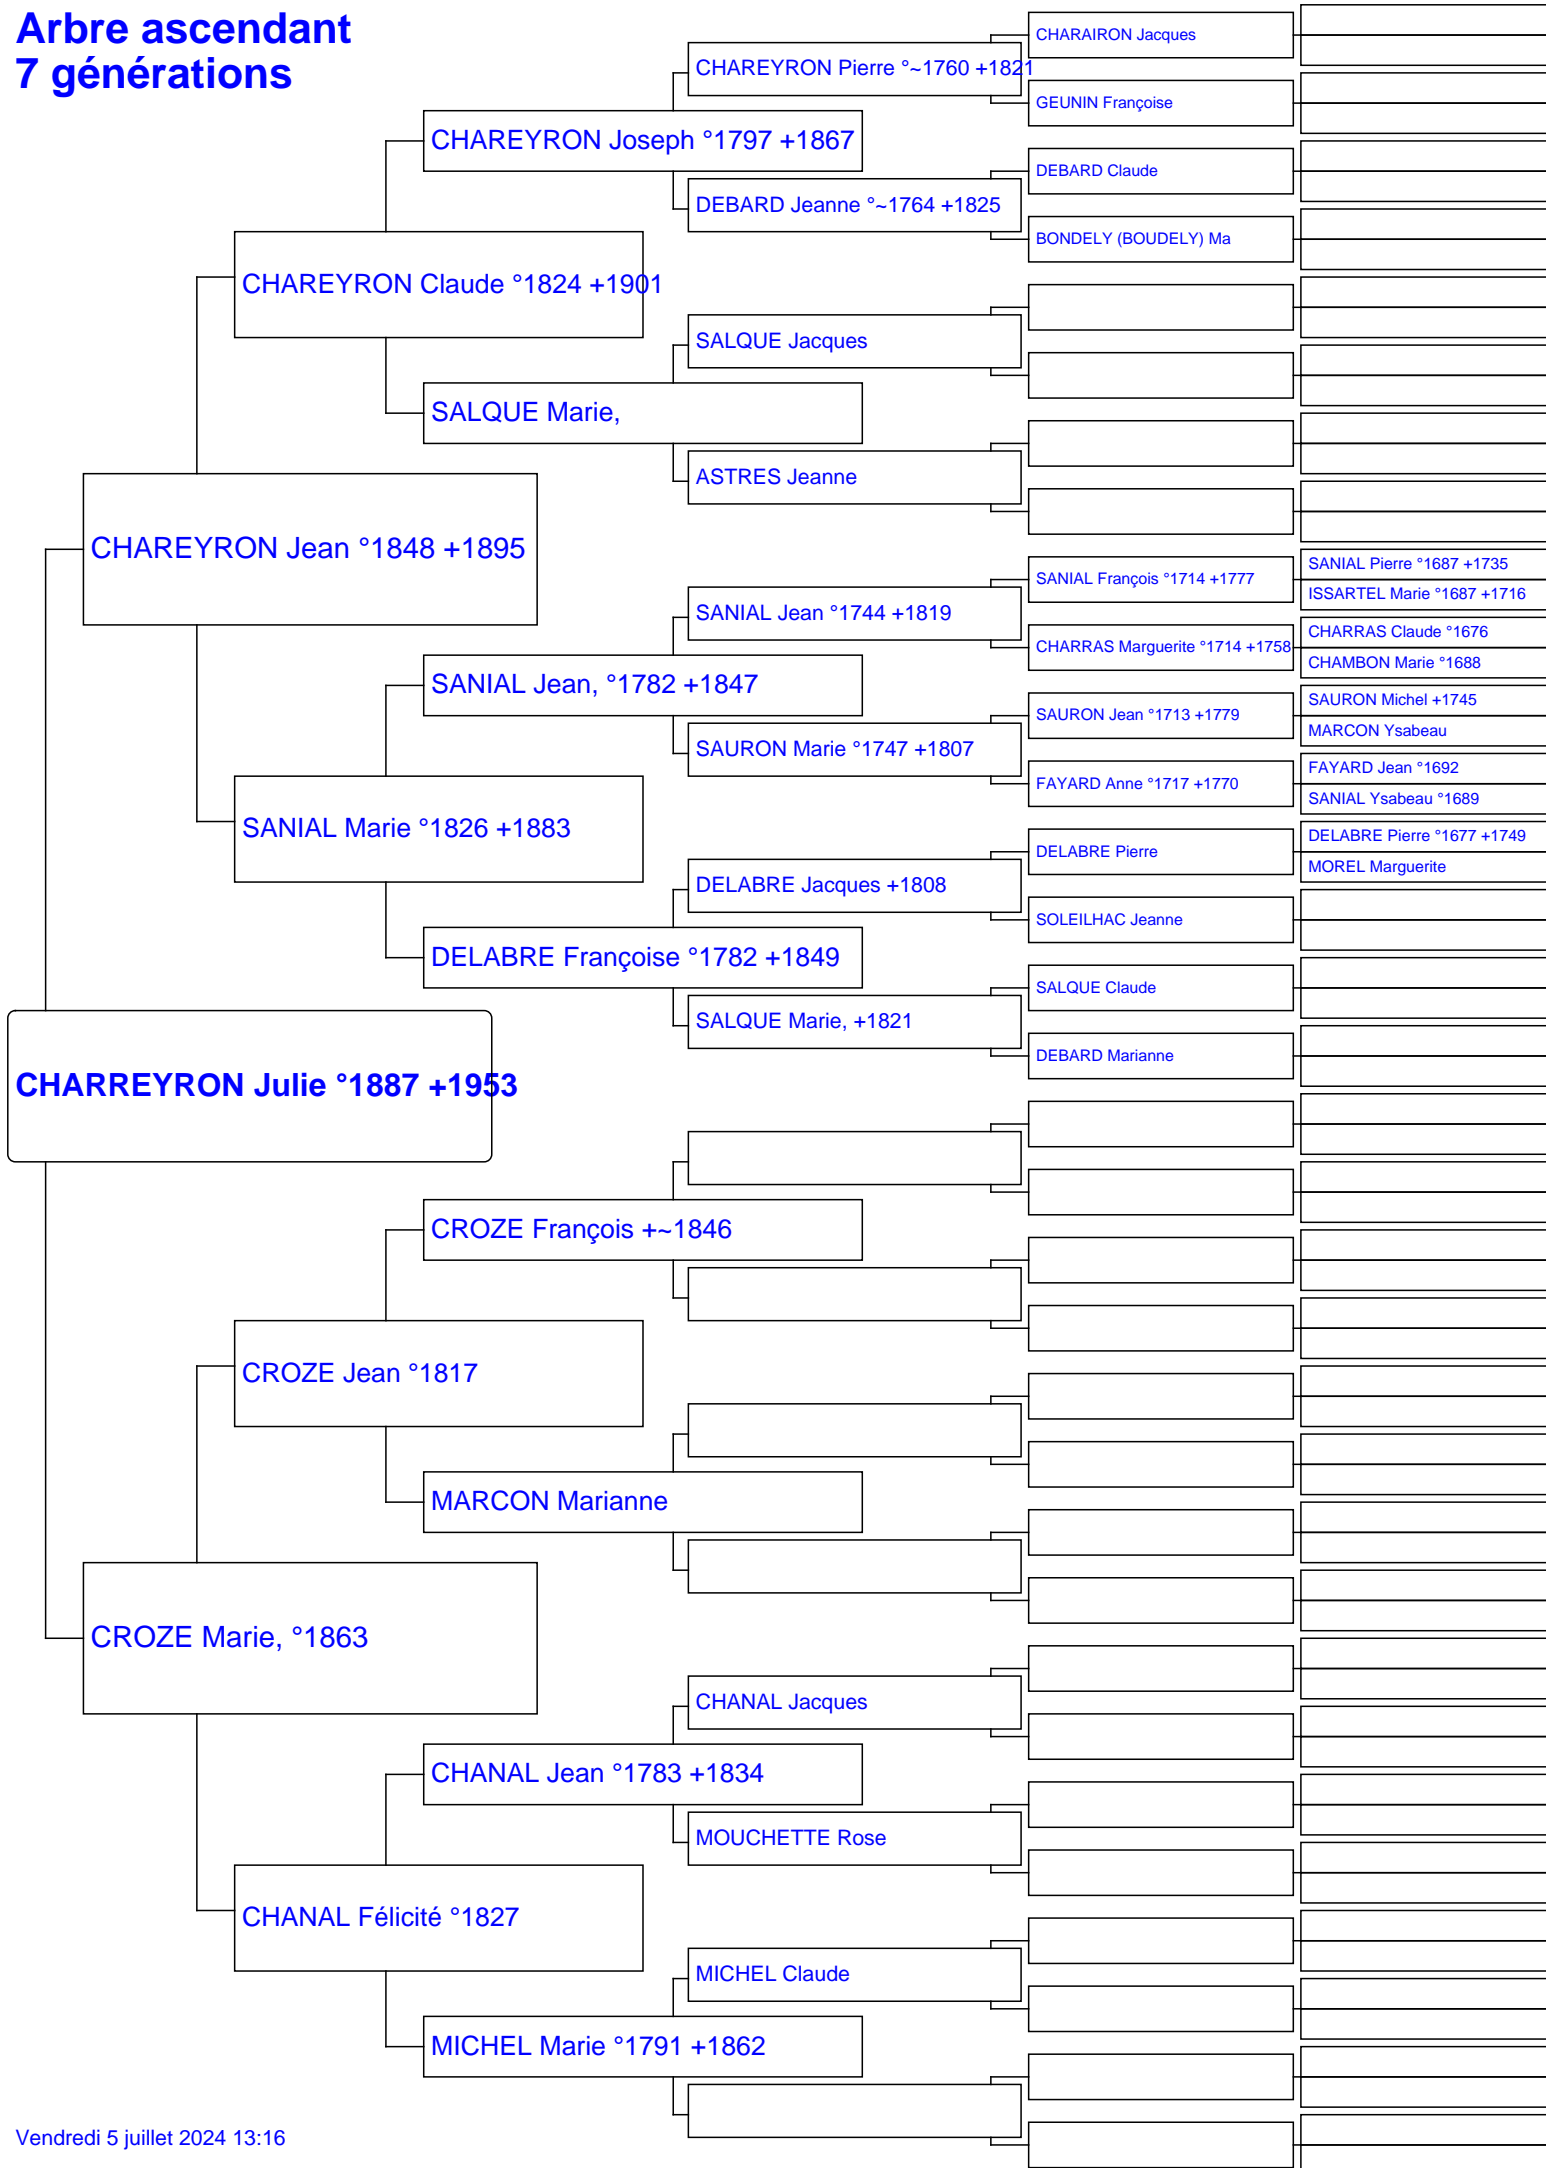 Arbre ascendant
7 générations
CHARREYRON Julie °1887 +1953
CHAREYRON Jean °1848 +1895
CROZE Marie, °1863
CHAREYRON Claude °1824 +1901
SANIAL Marie °1826 +1883
CROZE Jean °1817
CHANAL Félicité °1827
CHAREYRON Joseph °1797 +1867
SALQUE Marie,
SANIAL Jean, °1782 +1847
DELABRE Françoise °1782 +1849
CROZE François +~1846
MARCON Marianne
CHANAL Jean °1783 +1834
MICHEL Marie °1791 +1862
CHAREYRON Pierre °~1760 +1821
DEBARD Jeanne °~1764 +1825
SALQUE Jacques
ASTRES Jeanne
SANIAL Jean °1744 +1819
SAURON Marie °1747 +1807
DELABRE Jacques +1808
SALQUE Marie, +1821
CHANAL Jacques
MOUCHETTE Rose
MICHEL Claude
CHARAIRON Jacques
GEUNIN Françoise
DEBARD Claude
BONDELY (BOUDELY) Ma
SANIAL François °1714 +1777
CHARRAS Marguerite °1714 +1758
SAURON Jean °1713 +1779
FAYARD Anne °1717 +1770
DELABRE Pierre
SOLEILHAC Jeanne
SALQUE Claude
DEBARD Marianne
SANIAL Pierre °1687 +1735
ISSARTEL Marie °1687 +1716
CHARRAS Claude °1676
CHAMBON Marie °1688
SAURON Michel +1745
MARCON Ysabeau
FAYARD Jean °1692
SANIAL Ysabeau °1689
DELABRE Pierre °1677 +1749
MOREL Marguerite
Vendredi 5 juillet 2024 13:16